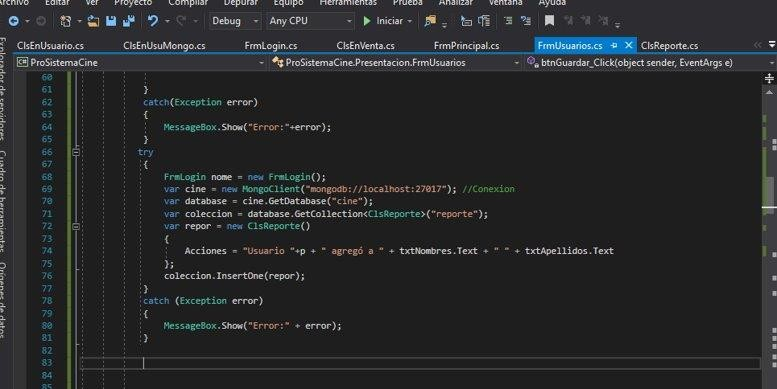 Archivo Editar Ver Proyecto Compilar Depurar Equipo Herramientas Prueba Analizar Ventana Ayuda
Debug Any CPU Iniciar
ClsEnUsuario.cs ClsEnUsuMongo.cs FrmLogin.cs ClsEnVenta.cs FrmPrincipal.cs FrmUsuarios.cs ClsReporte.cs
ProSistemaCine ProSistemaCine.Presentacion.FrmUsuarios btnGuardar_Click(object sender, EventArgs e)
Explorador de servidores
Cuadro de herramientas
Orígenes de datos
60
61 }
62 catch(Exception error)
63 {
64 MessageBox.Show("Error:"+error);
65 }
66 try
67 {
68 FrmLogin nome = new FrmLogin();
69 var cine = new MongoClient("mongodb://localhost:27017"); //Conexion
70 var database = cine.GetDatabase("cine");
71 var coleccion = database.GetCollection<ClsReporte>("reporte");
72 var repor = new ClsReporte()
73 {
74 Acciones = "Usuario "+p + " agregó a " + txtNombres.Text + " " + txtApellidos.Text
75 };
76 coleccion.InsertOne(repor);
77 }
78 catch (Exception error)
79 {
80 MessageBox.Show("Error:" + error);
81 }
82
83
84